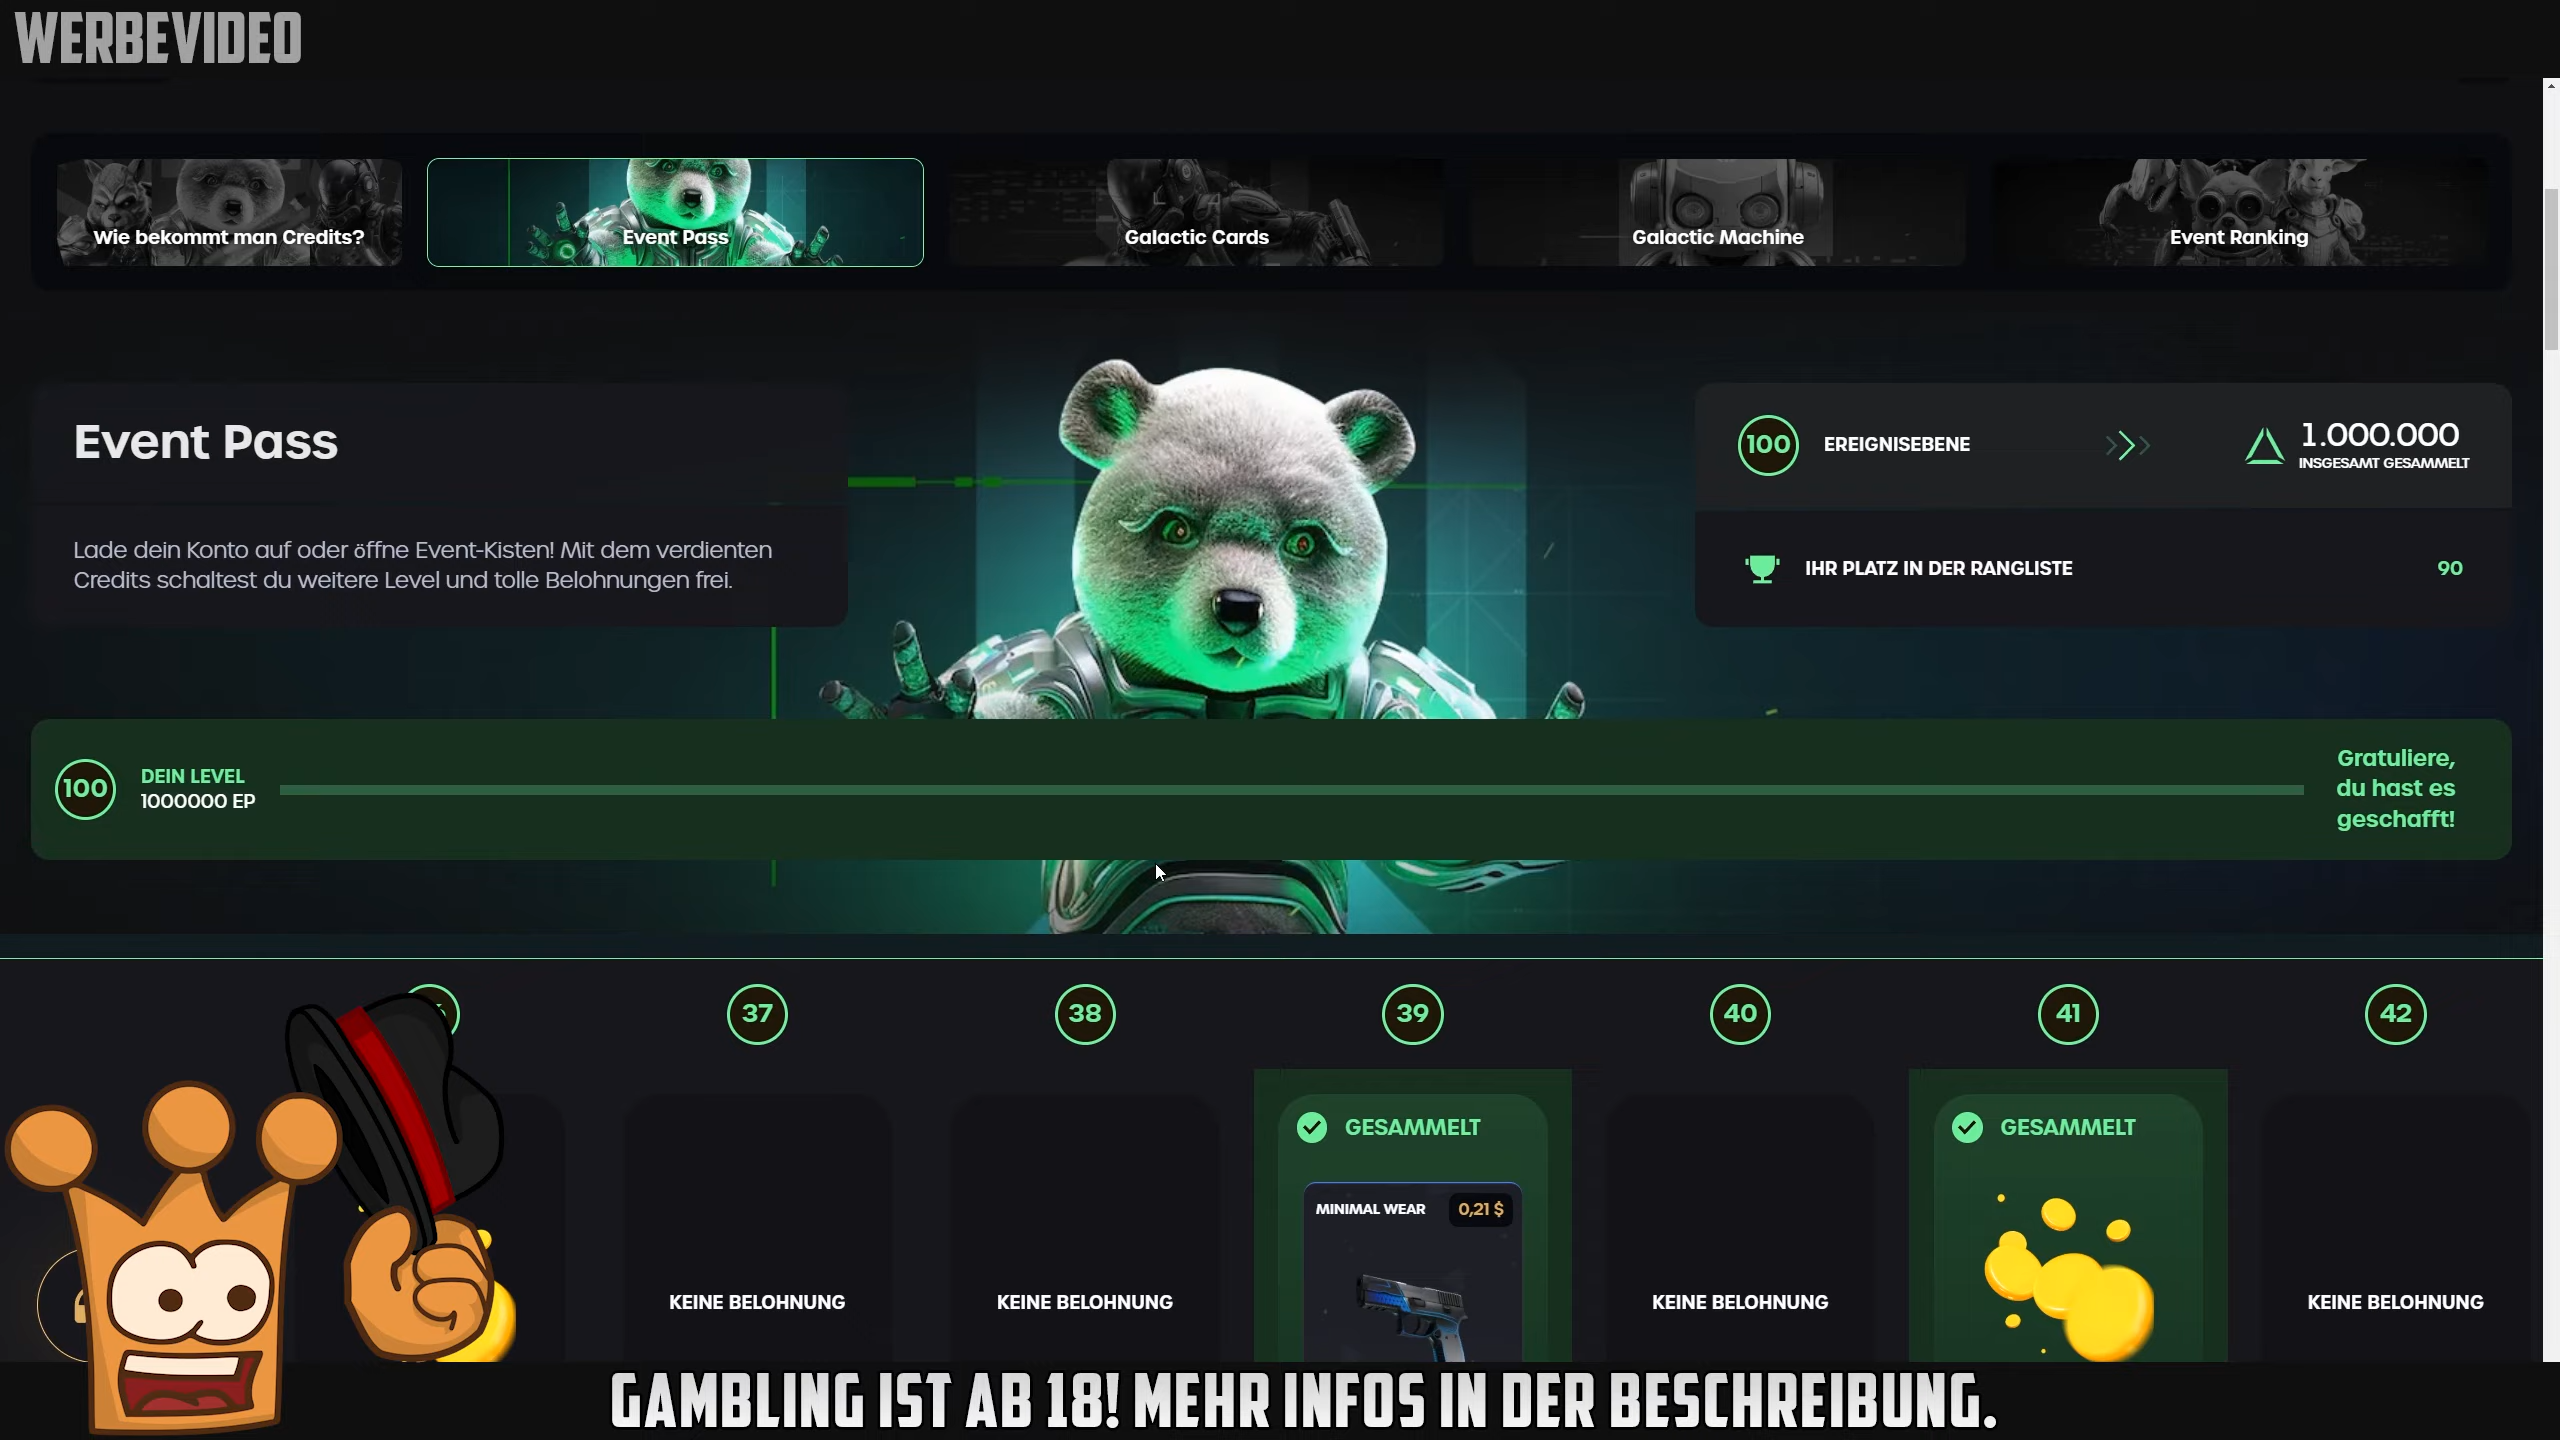 WERBEVIDEO
Wie bekommt man Credits?
Event Pass
Galactic Cards
Galactic Machine
Event Ranking
Event Pass
Lade dein Konto auf oder öffne Event-Kisten! Mit dem verdienten
Credits schaltest du weitere Level und tolle Belohnungen frei.
100
EREIGNISEBENE
1.000.000
INSGESAMT GESAMMELT
IHR PLATZ IN DER RANGLISTE
90
100
DEIN LEVEL
1000000 EP
Gratuliere,
du hast es
geschafft!
37
38
39
40
41
42
GESAMMELT
GESAMMELT
MINIMAL WEAR
0,21 $
KEINE BELOHNUNG
KEINE BELOHNUNG
KEINE BELOHNUNG
KEINE BELOHNUNG
GAMBLING IST AB 18! MEHR INFOS IN DER BESCHREIBUNG.